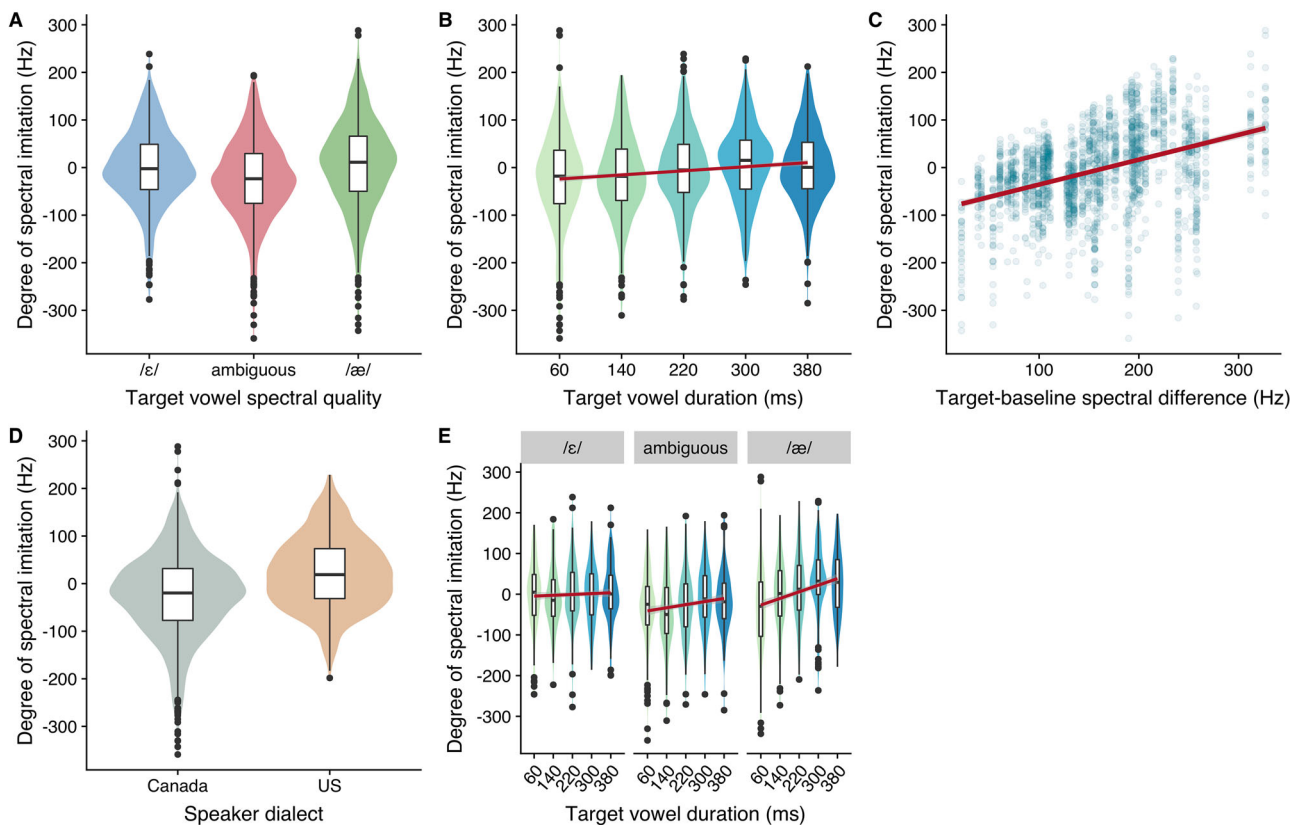 A
Degree of spectral imitation (Hz)
300
200
100
0
-100
-200
-300
/ɛ/ ambiguous /æ/
Target vowel spectral quality
B
Degree of spectral imitation (Hz)
300
200
100
0
-100
-200
-300
60 140 220 300 380
Target vowel duration (ms)
C
Degree of spectral imitation (Hz)
300
200
100
0
-100
-200
-300
100 200 300
Target-baseline spectral difference (Hz)
D
Degree of spectral imitation (Hz)
300
200
100
0
-100
-200
-300
Canada US
Speaker dialect
E
/ɛ/ ambiguous /æ/
Degree of spectral imitation (Hz)
300
200
100
0
-100
-200
-300
60 140 220 300 380 60 140 220 300 380 60 140 220 300 380
Target vowel duration (ms)